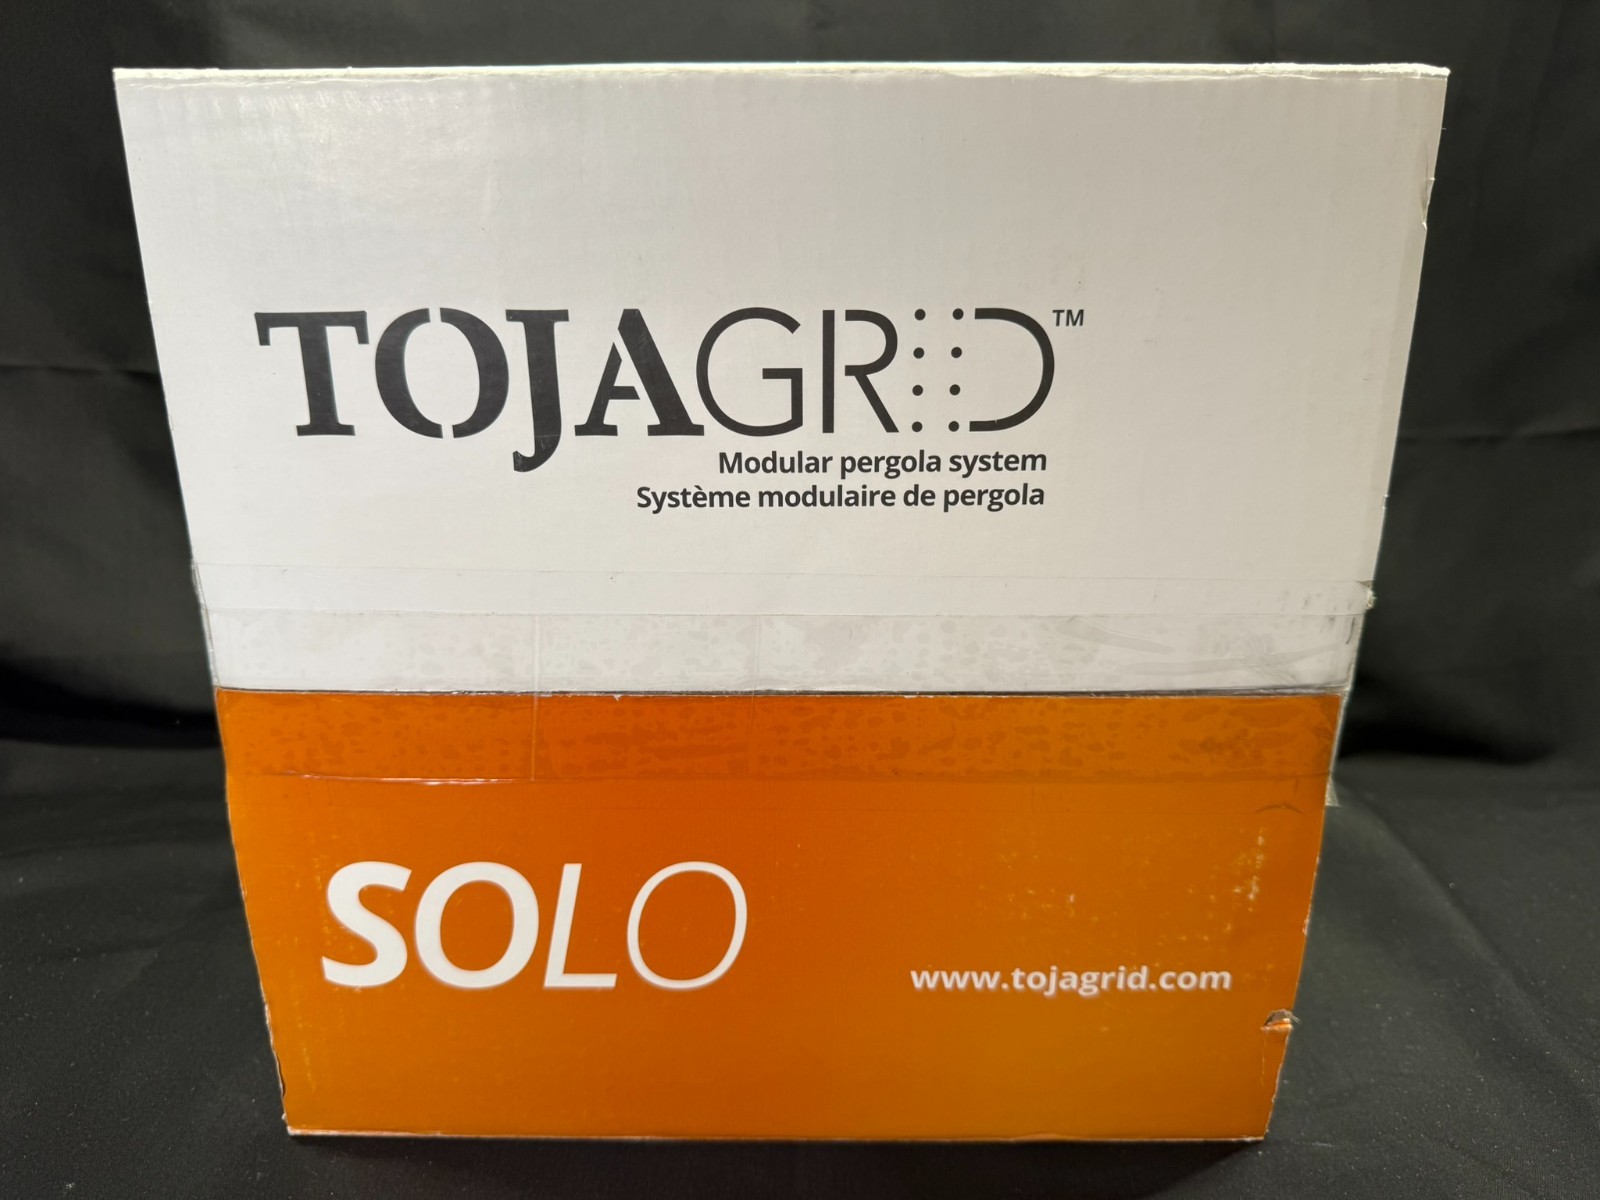 TOJAGRID™
Modular pergola system
Système modulaire de pergola
SOLO
www.tojagrid.com